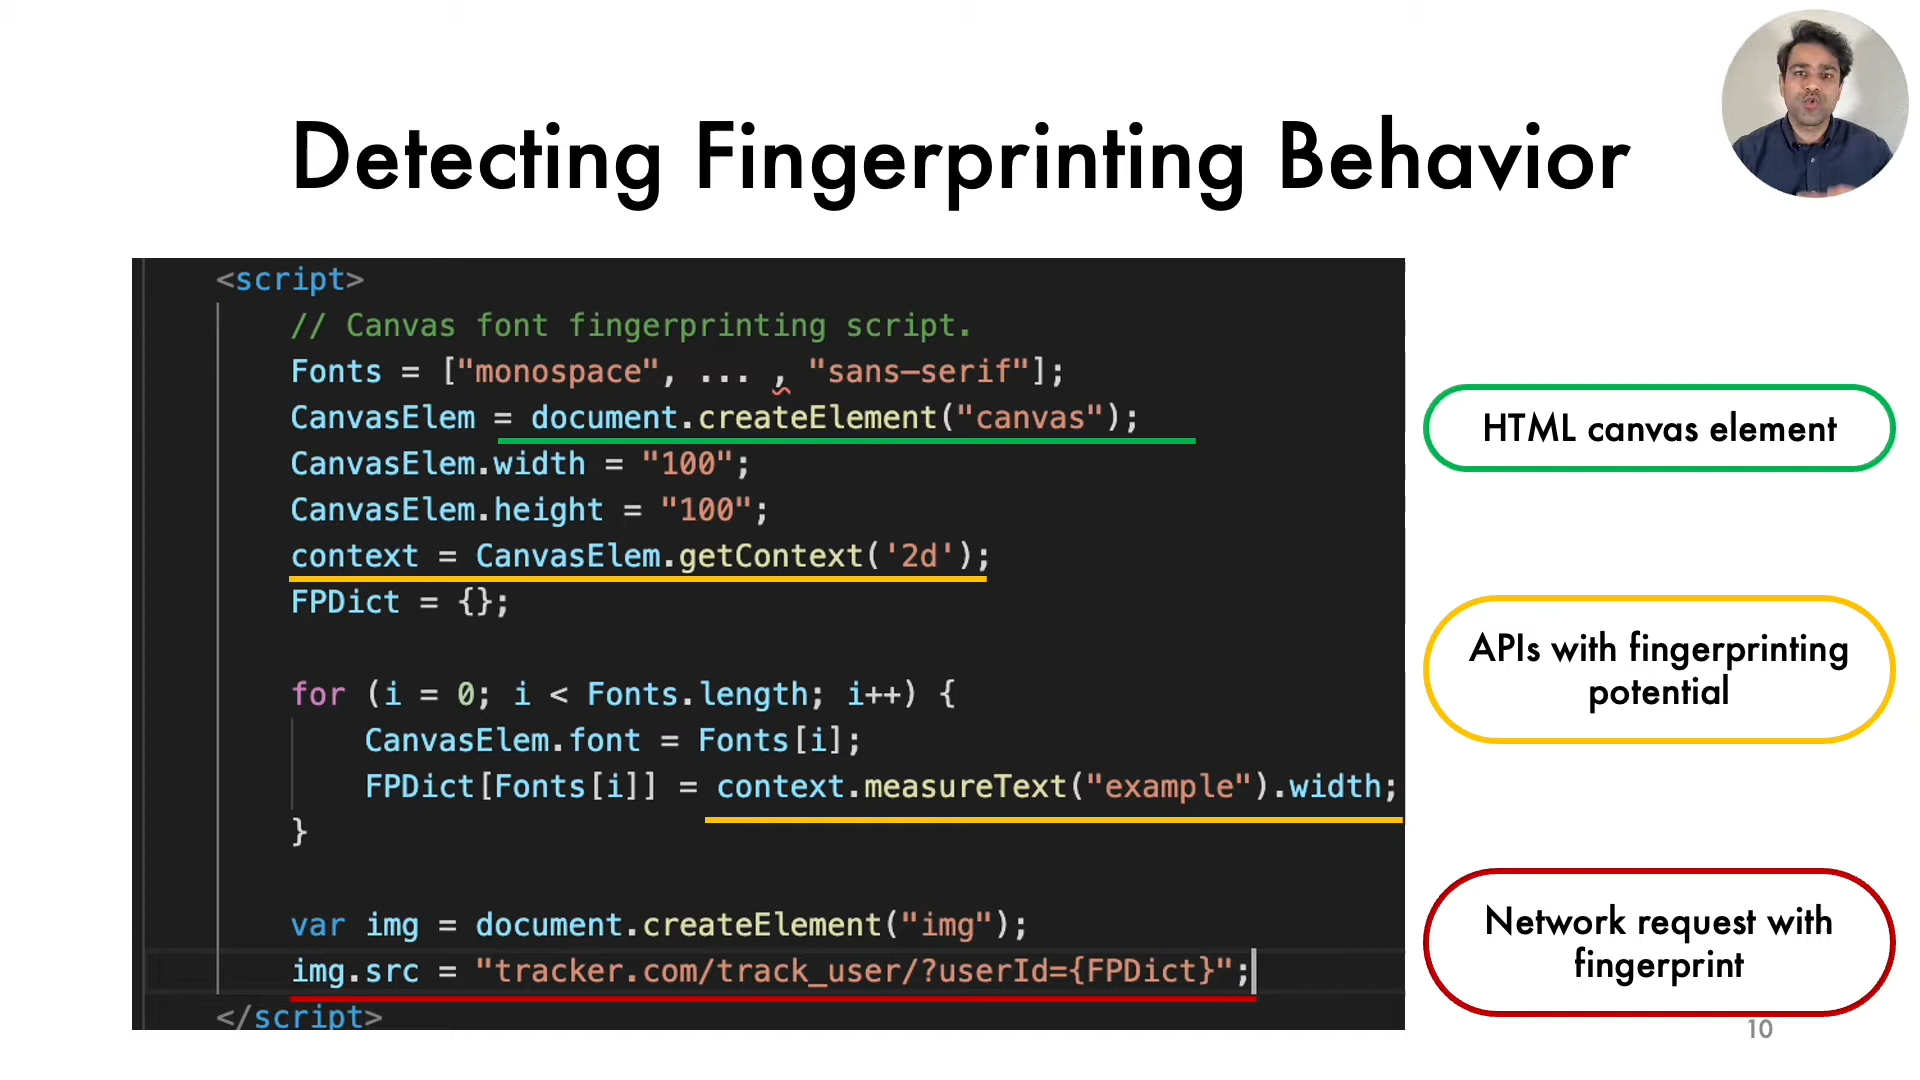 Detecting Fingerprinting Behavior
<script>
// Canvas font fingerprinting script.
Fonts = ["monospace", ... , "sans-serif"];
CanvasElem = document.createElement("canvas");
CanvasElem.width = "100";
CanvasElem.height = "100";
context = CanvasElem.getContext('2d');
FPDict = {};
for (i = 0; i < Fonts.length; i++) {
CanvasElem.font = Fonts[i];
FPDict[Fonts[i]] = context.measureText("example").width;
}
var img = document.createElement("img");
img.src = "tracker.com/track_user/?userId={FPDict}";
</script>
HTML canvas element
APIs with fingerprinting
potential
Network request with
fingerprint
10